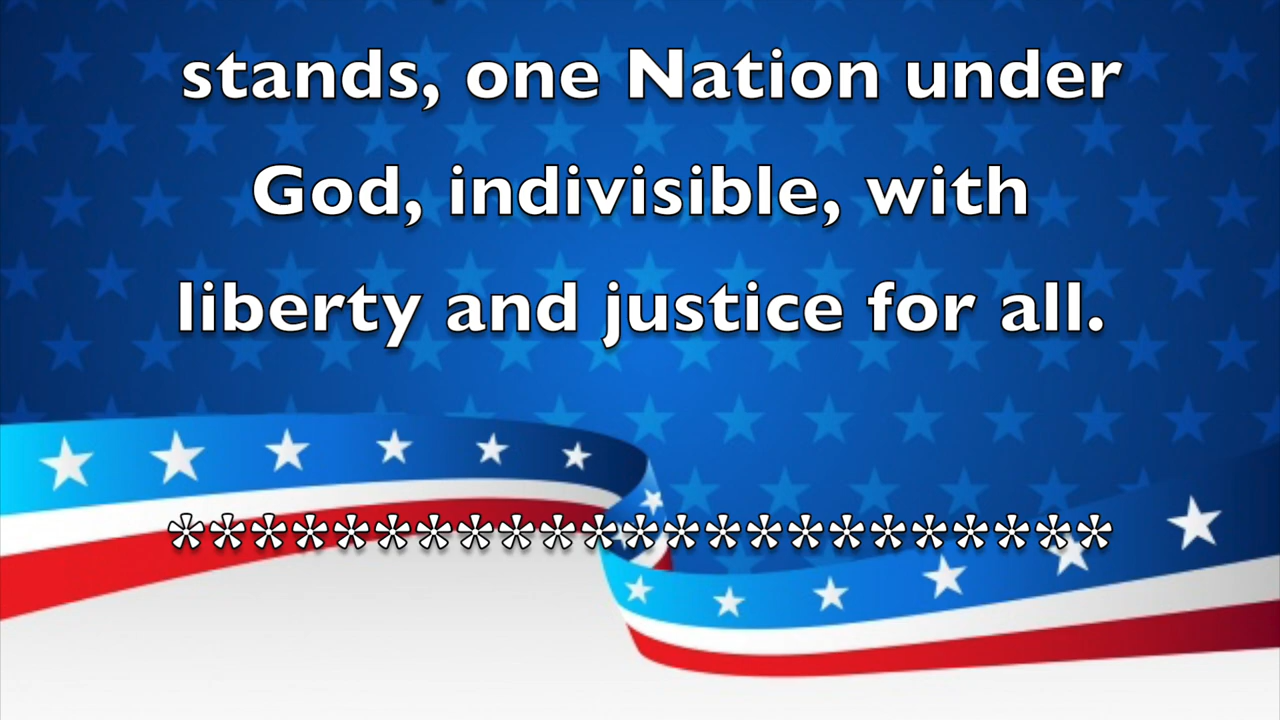 stands, one Nation under
God, indivisible, with
liberty and justice for all.
***********************